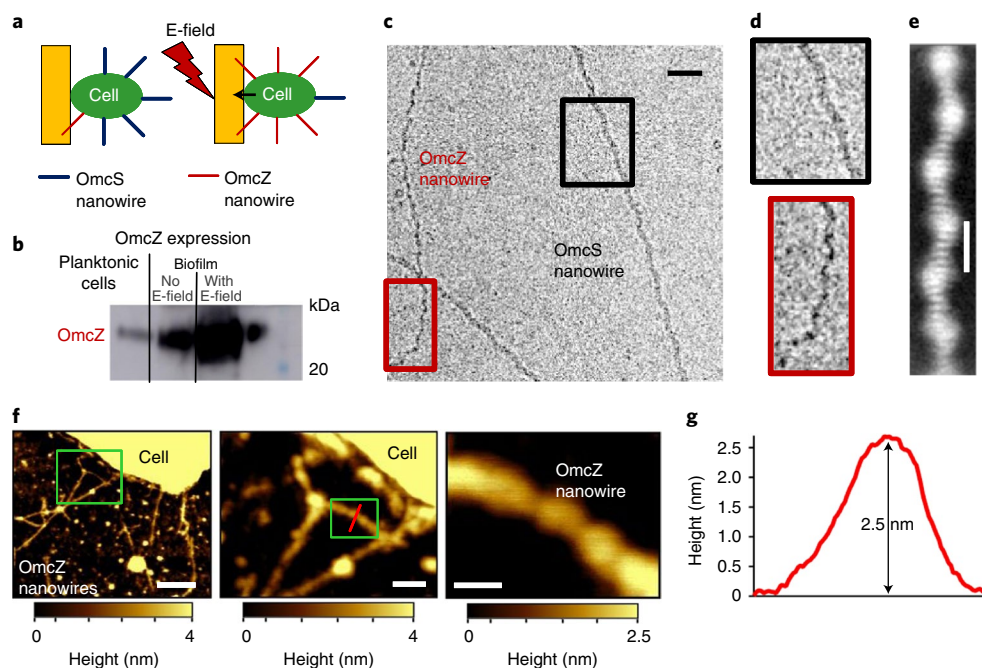 a
E-field
Cell
Cell
OmcS
nanowire
OmcZ
nanowire
b
OmcZ expression
Planktonic
cells
Biofilm
No
E-field
With
E-field
kDa
OmcZ
20
c
OmcZ
nanowire
OmcS
nanowire
d
e
f
Cell
OmcZ
nanowires
0
4
Height (nm)
Cell
0
4
Height (nm)
OmcZ
nanowire
0
2.5
Height (nm)
g
Height (nm)
2.5
2.0
1.5
1.0
0.5
0
2.5 nm